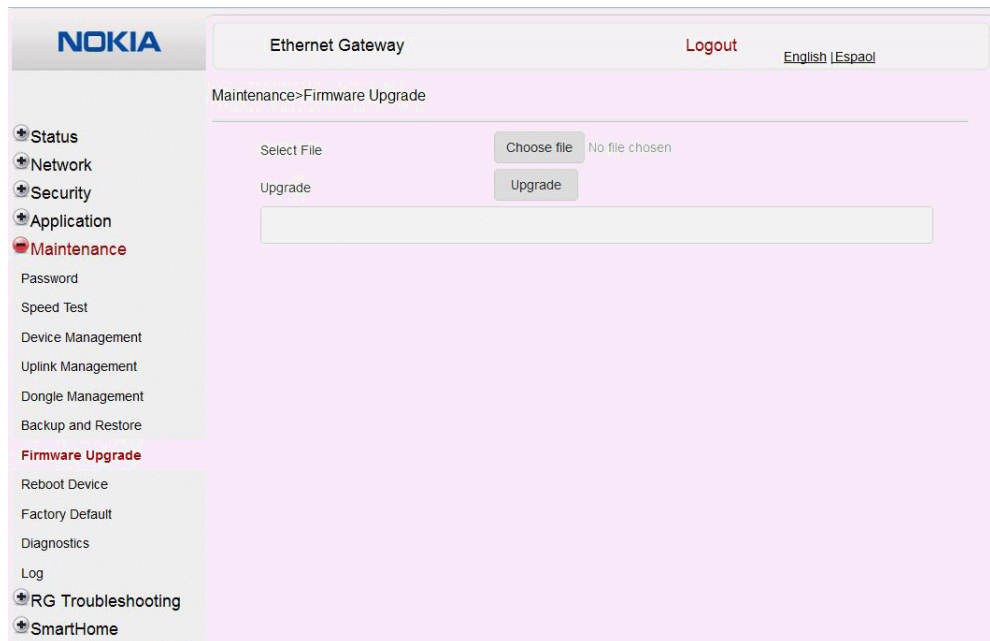 NOKIA
Ethernet Gateway
Logout
English | Espaol
Maintenance>Firmware Upgrade
Status
Network
Security
Application
Maintenance
Password
Speed Test
Device Management
Uplink Management
Dongle Management
Backup and Restore
Firmware Upgrade
Reboot Device
Factory Default
Diagnostics
Log
RG Troubleshooting
SmartHome
Select File
Choose file No file chosen
Upgrade
Upgrade